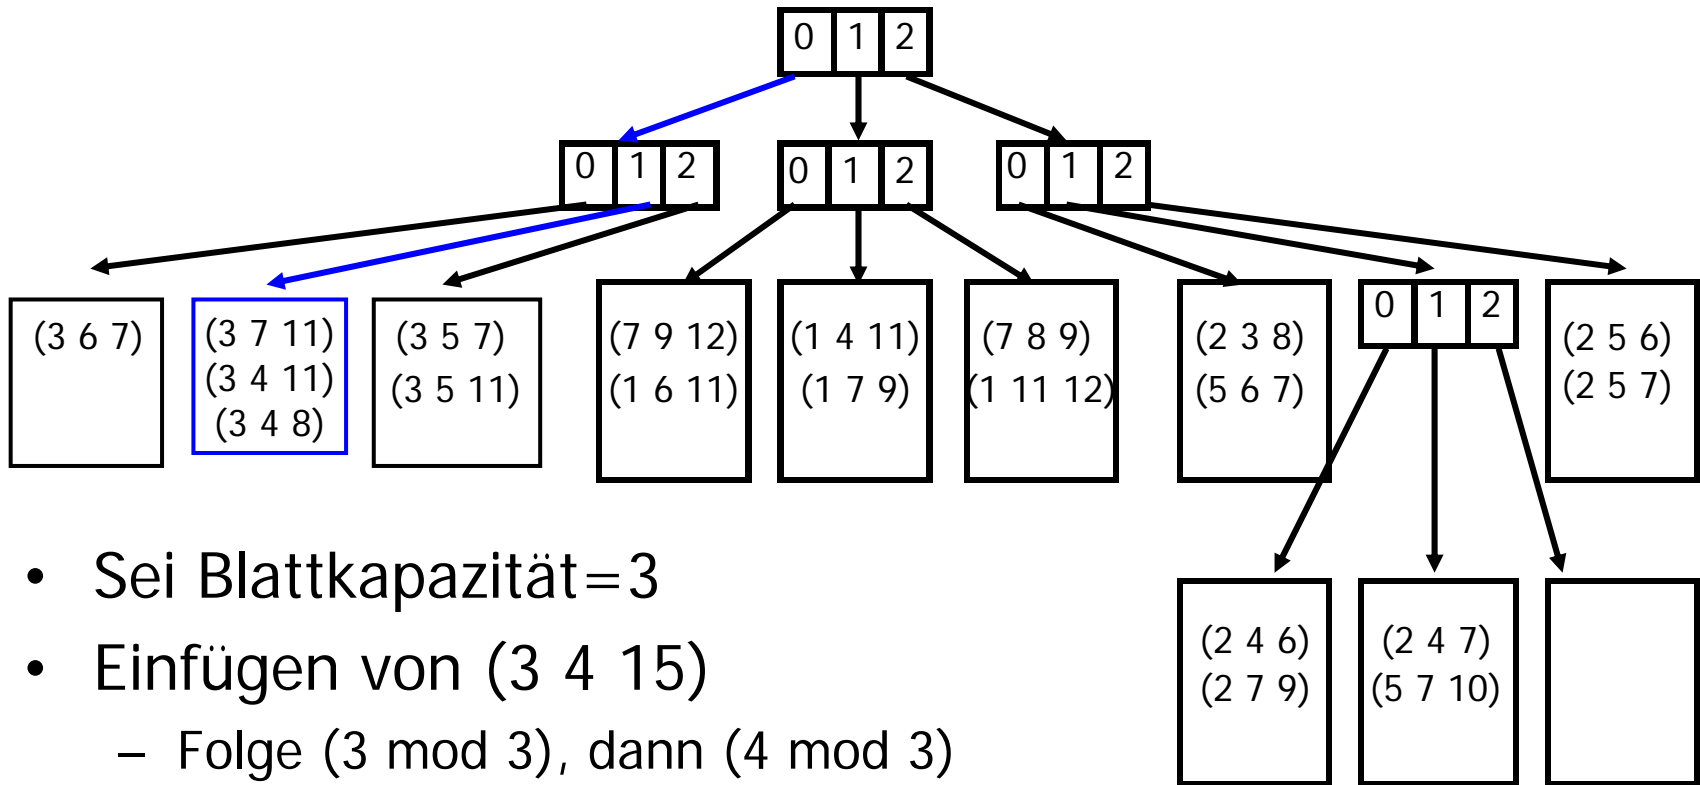 0 1 2
0 1 2
0 1 2
0 1 2
(3 6 7)
(3 7 11)
(3 4 11)
(3 4 8)
(3 5 7)
(3 5 11)
(7 9 12)
(1 6 11)
(1 4 11)
(1 7 9)
(7 8 9)
(1 11 12)
(2 3 8)
(5 6 7)
0 1 2
(2 5 6)
(2 5 7)
(2 4 6)
(2 7 9)
(2 4 7)
(5 7 10)
• Sei Blattkapazität=3
• Einfügen von (3 4 15)
– Folge (3 mod 3), dann (4 mod 3)